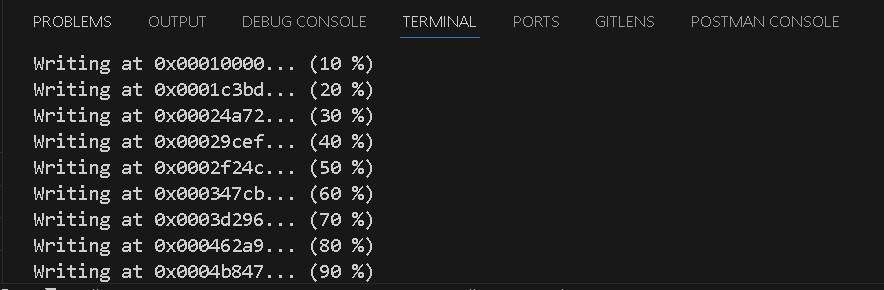 PROBLEMS OUTPUT DEBUG CONSOLE TERMINAL PORTS GITLENS POSTMAN CONSOLE
Writing at 0x00010000... (10 %)
Writing at 0x0001c3bd... (20 %)
Writing at 0x00024a72... (30 %)
Writing at 0x00029cef... (40 %)
Writing at 0x0002f24c... (50 %)
Writing at 0x000347cb... (60 %)
Writing at 0x0003d296... (70 %)
Writing at 0x000462a9... (80 %)
Writing at 0x0004b847... (90 %)